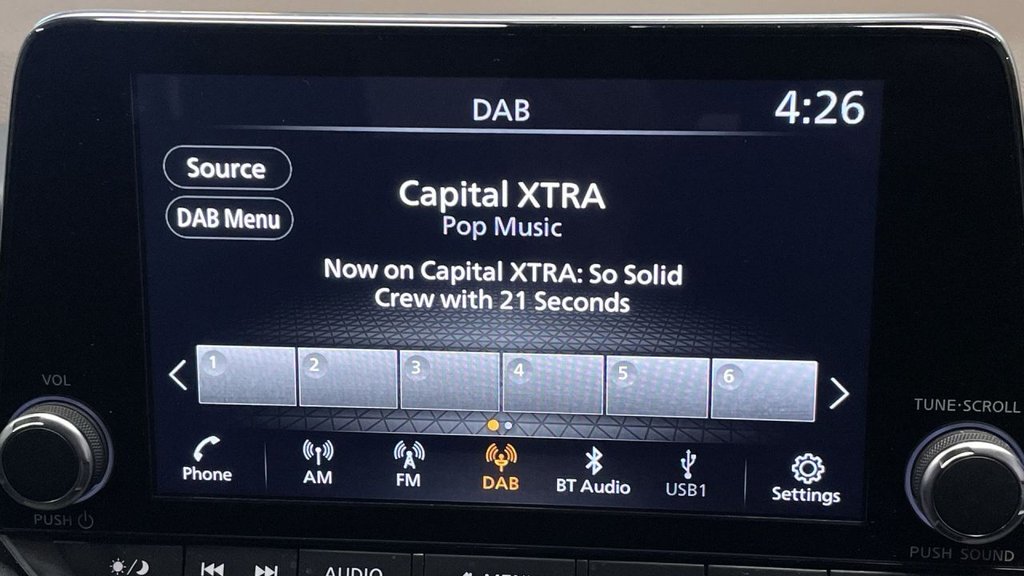 DAB
4:26
Source
DAB Menu
Capital XTRA
Pop Music
Now on Capital XTRA: So Solid
Crew with 21 Seconds
1 2 3 4 5 6
VOL
TUNE·SCROLL
Phone AM FM DAB BT Audio USB1 Settings
PUSH
PUSH SOUND
AUDIO